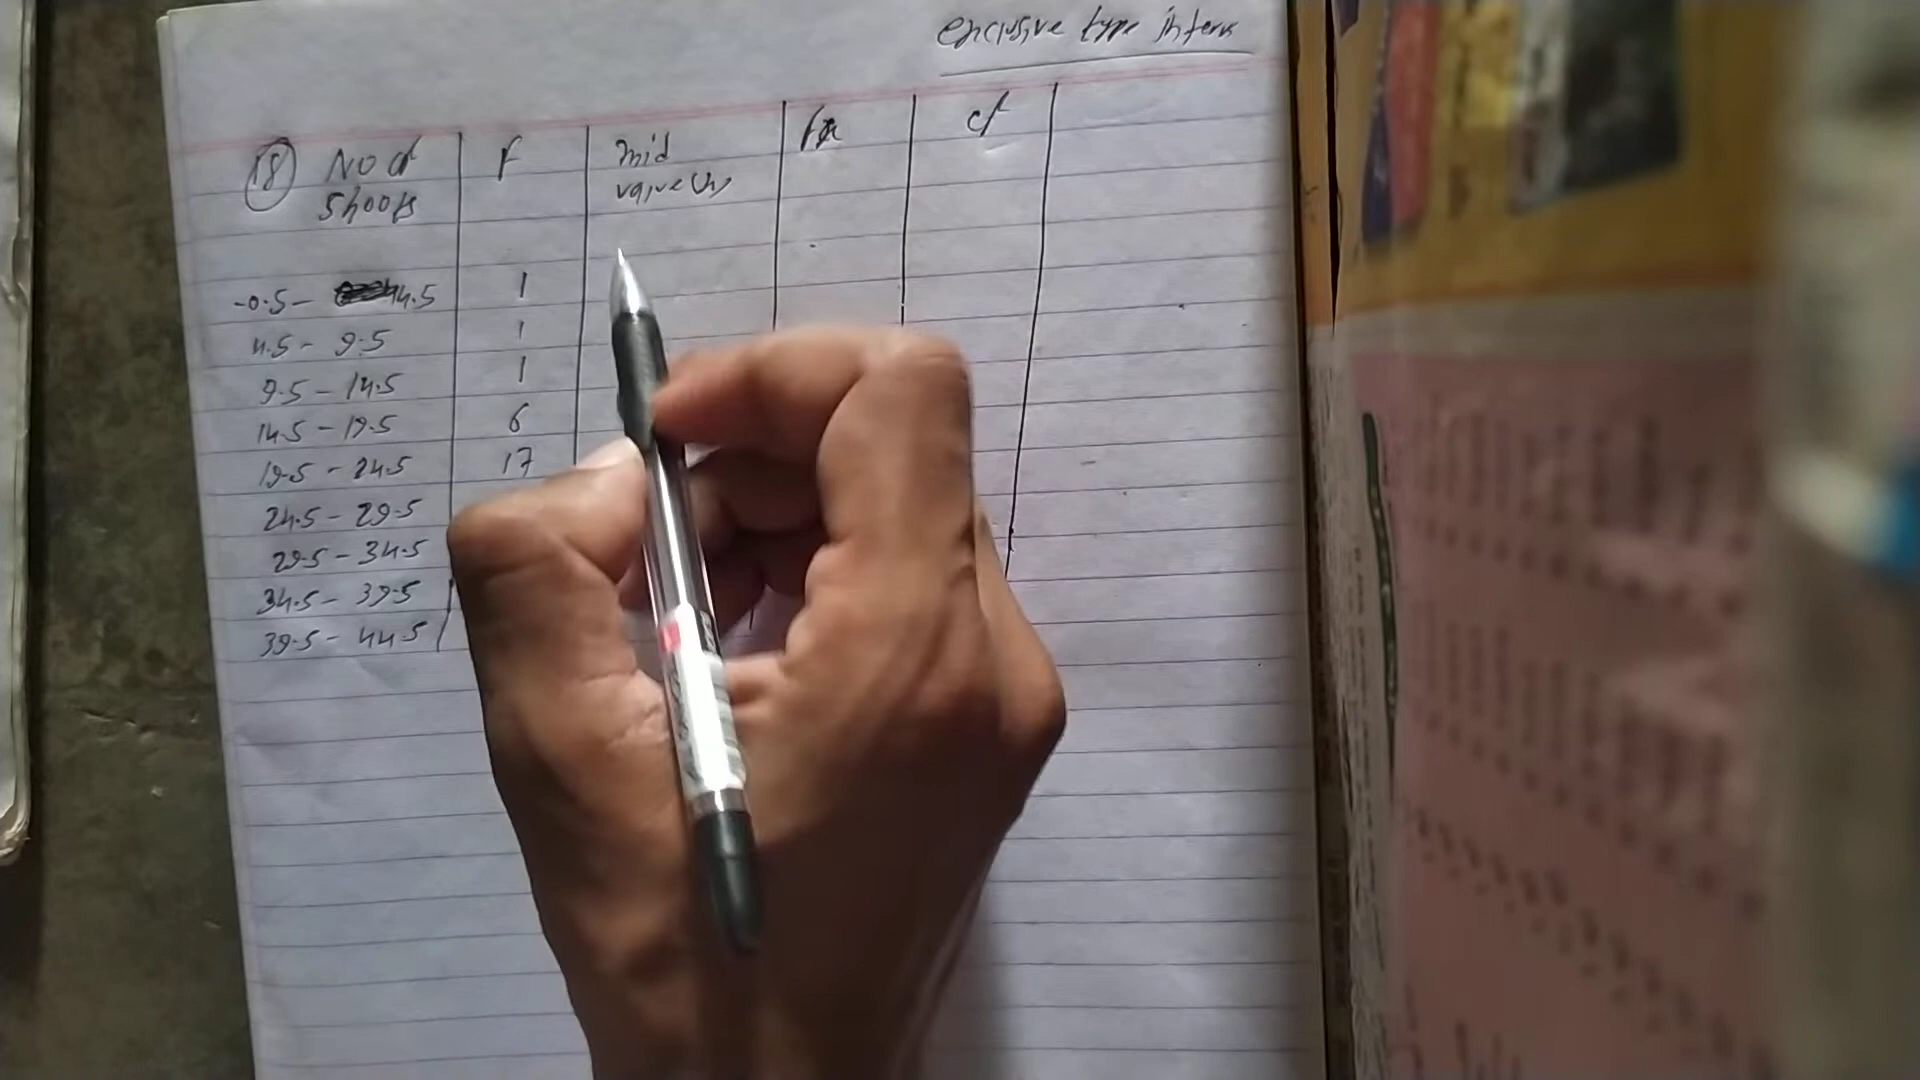 exclusive type interv
18 No of shoots F mid value (x) fx cf
-0.5 - 4.5 1
4.5 - 9.5 1
9.5 - 14.5 1
14.5 - 19.5 6
19.5 - 24.5 17
24.5 - 29.5
29.5 - 34.5
34.5 - 39.5
39.5 - 44.5